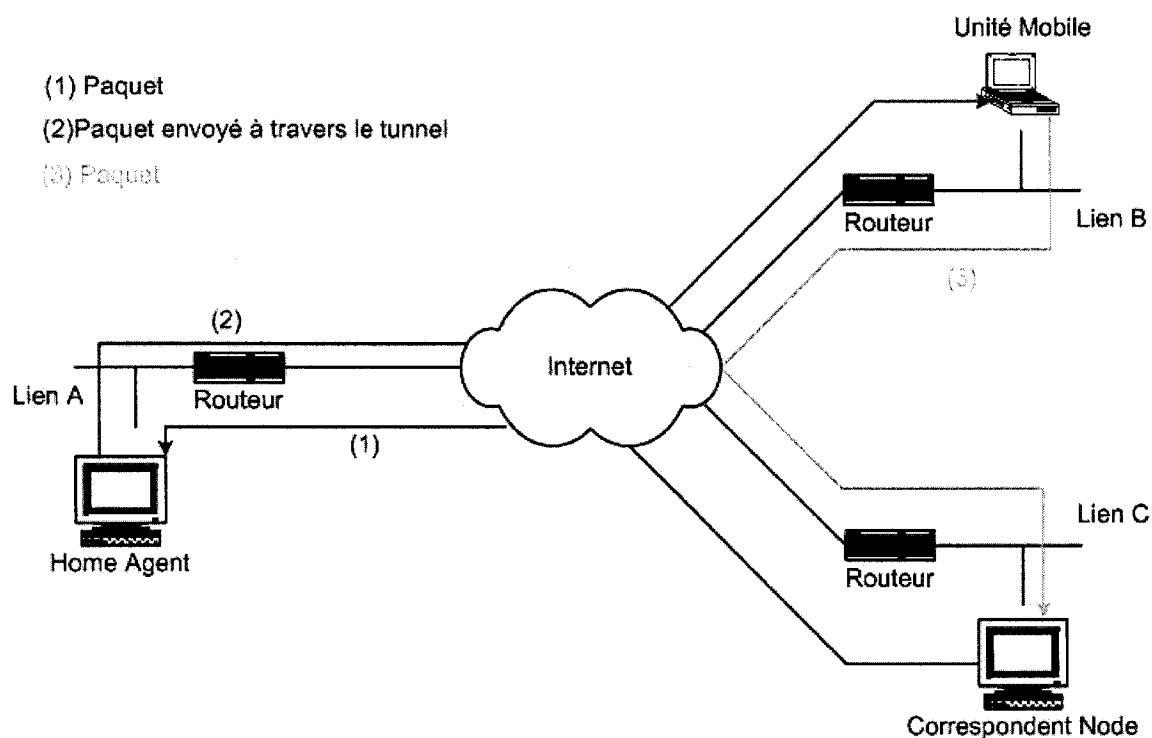 Unité Mobile
(1) Paquet
(2)Paquet envoyé à travers le tunnel
(3) Paquet
Routeur
Lien B
(3)
(2)
Internet
Lien A
Routeur
(1)
Lien C
Home Agent
Routeur
Correspondent Node